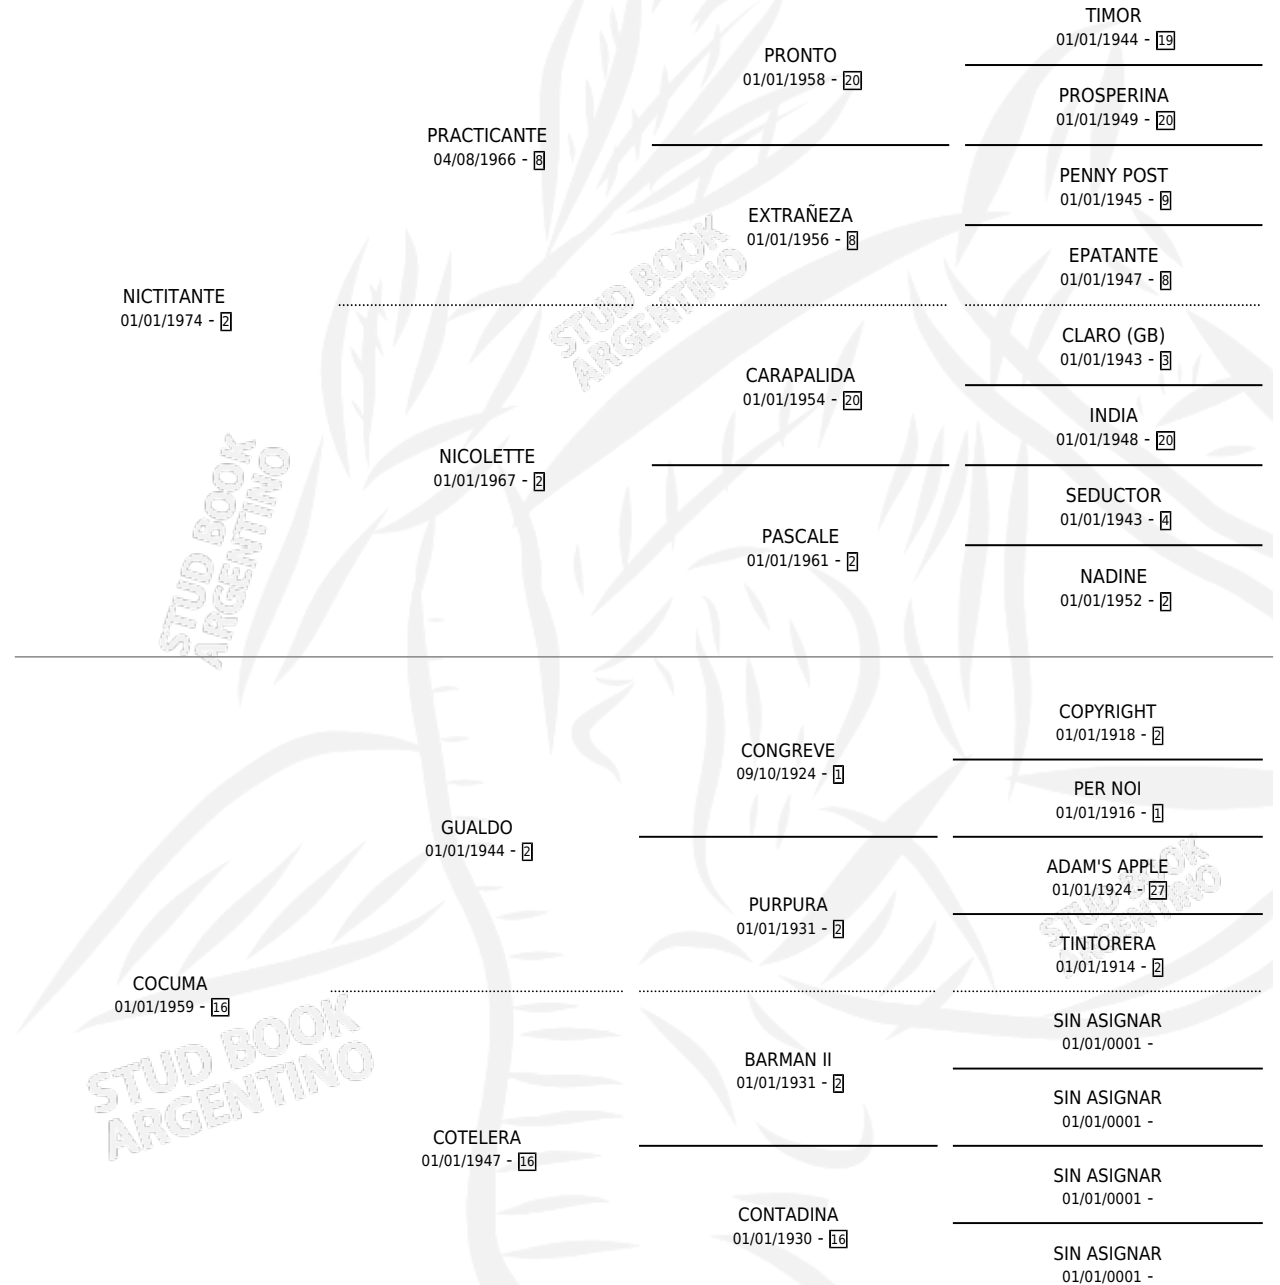 TIMOR
01/01/1944 - 19
PRONTO
01/01/1958 - 20
PROSPERINA
01/01/1949 - 20
PRACTICANTE
04/08/1966 - 8
PENNY POST
01/01/1945 - 9
EXTRAÑEZA
01/01/1956 - 8
EPATANTE
01/01/1947 - 8
NICTITANTE
01/01/1974 - 2
CLARO (GB)
01/01/1943 - 3
CARAPALIDA
01/01/1954 - 20
INDIA
01/01/1948 - 20
NICOLETTE
01/01/1967 - 2
SEDUCTOR
01/01/1943 - 4
PASCALE
01/01/1961 - 2
NADINE
01/01/1952 - 2
STUD BOOK
ARGENTINO
STUD BOOK
ARGENTINO
COPYRIGHT
01/01/1918 - 2
CONGREVE
09/10/1924 - 1
PER NOI
01/01/1916 - 1
GUALDO
01/01/1944 - 2
ADAM'S APPLE
01/01/1924 - 27
PURPURA
01/01/1931 - 2
TINTORERA
01/01/1914 - 2
COCUMA
01/01/1959 - 16
SIN ASIGNAR
01/01/0001 -
BARMAN II
01/01/1931 - 2
SIN ASIGNAR
01/01/0001 -
COTELERA
01/01/1947 - 16
SIN ASIGNAR
01/01/0001 -
CONTADINA
01/01/1930 - 16
SIN ASIGNAR
01/01/0001 -
STUD BOOK
ARGENTINO
STUD BOOK
ARGENTINO